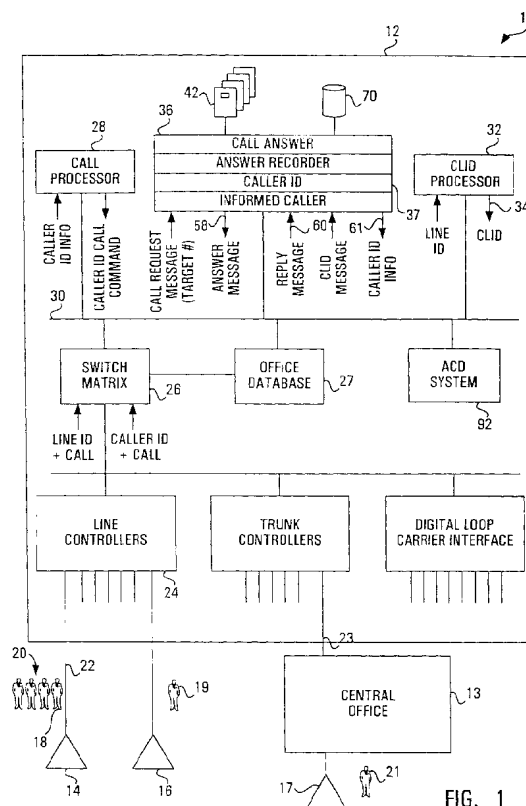 1
12
42
36
70
28
32
CALL
PROCESSOR
CALL ANSWER
ANSWER RECORDER
CALLER ID
INFORMED CALLER
CLID
PROCESSOR
34
37
CALLER
ID INFO
CALLER ID CALL
COMMAND
CALL REQUEST
MESSAGE
(TARGET #)
58
ANSWER
MESSAGE
REPLY
MESSAGE
60
CLID
MESSAGE
61
CALLER ID
INFO
LINE
ID
CLID
30
SWITCH
MATRIX
26
OFFICE
DATABASE
27
ACD
SYSTEM
92
LINE ID
+ CALL
CALLER ID
+ CALL
LINE
CONTROLLERS
24
TRUNK
CONTROLLERS
DIGITAL LOOP
CARRIER INTERFACE
23
20
22
18
14
19
16
CENTRAL
OFFICE
13
17
21
FIG. 1